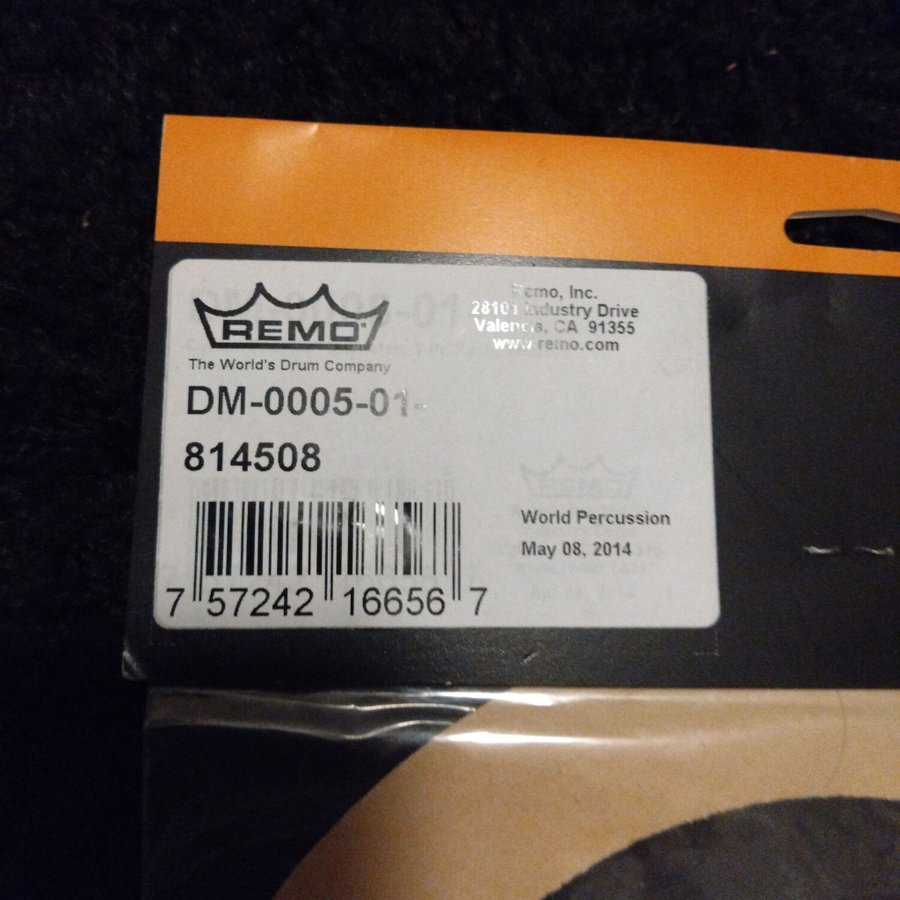 REMO
The World's Drum Company
DM-0005-01-
814508
7 57242 16656 7
Remo, Inc.
28101 Industry Drive
Valencia, CA 91355
www.remo.com
World Percussion
May 08, 2014